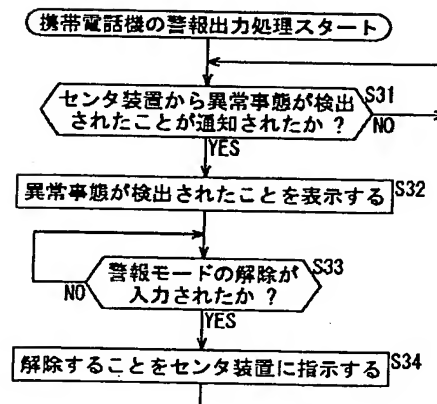 携帯電話機の警報出力処理スタート
センタ装置から異常事態が検出
されたことが通知されたか ?
S31
NO
YES
異常事態が検出されたことを表示する
S32
警報モードの解除が
入力されたか ?
S33
NO
YES
解除することをセンタ装置に指示する
S34